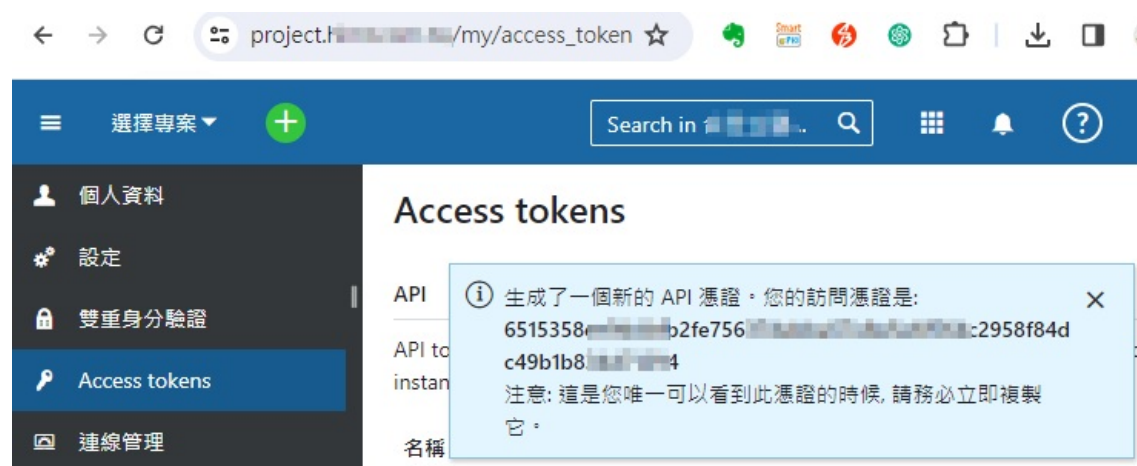 project.h /my/access_token
Smart
GPIO
選擇專案
Search in ..
個人資料
設定
雙重身分驗證
Access tokens
連線管理
Access tokens
API
API to
instan
名稱
生成了一個新的 API 憑證。您的訪問憑證是:
6515358 b2fe756 c2958f84d
c49b1b8 4
注意: 這是您唯一可以看到此憑證的時候, 請務必立即複製
它。